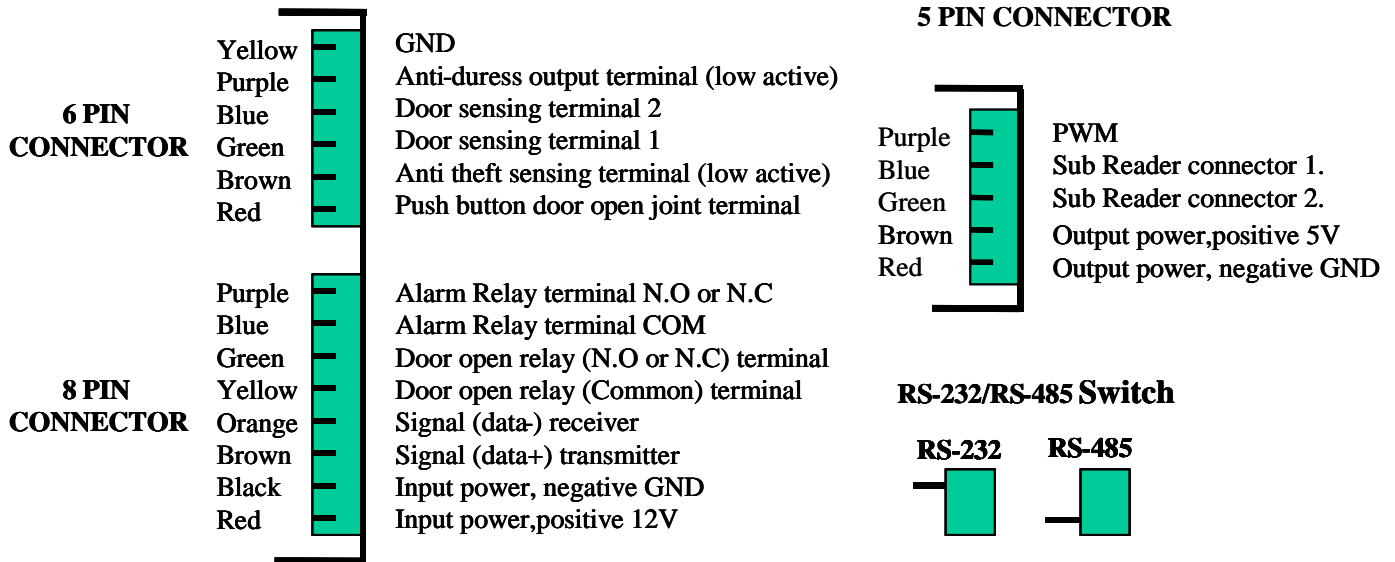 6 PIN
CONNECTOR
Yellow GND
Purple Anti-duress output terminal (low active)
Blue Door sensing terminal 2
Green Door sensing terminal 1
Brown Anti theft sensing terminal (low active)
Red Push button door open joint terminal
8 PIN
CONNECTOR
Purple Alarm Relay terminal N.O or N.C
Blue Alarm Relay terminal COM
Green Door open relay (N.O or N.C) terminal
Yellow Door open relay (Common) terminal
Orange Signal (data-) receiver
Brown Signal (data+) transmitter
Black Input power, negative GND
Red Input power,positive 12V
5 PIN CONNECTOR
Purple PWM
Blue Sub Reader connector 1.
Green Sub Reader connector 2.
Brown Output power,positive 5V
Red Output power, negative GND
RS-232/RS-485 Switch
RS-232 RS-485